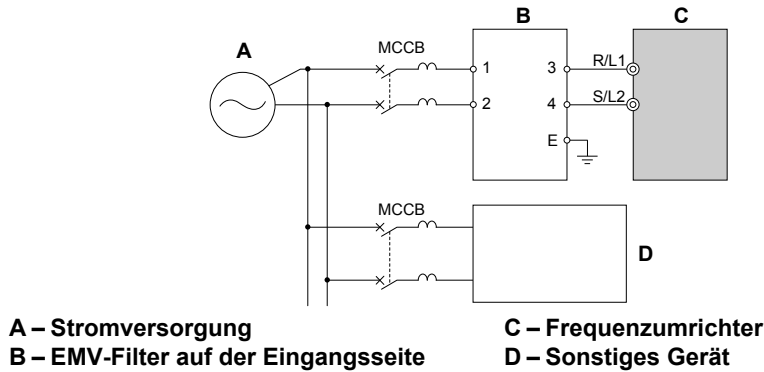 B C
A MCCB
1 3 R/L1
2 4 S/L2
E
MCCB
D
A – Stromversorgung C – Frequenzumrichter
B – EMV-Filter auf der Eingangsseite D – Sonstiges Gerät